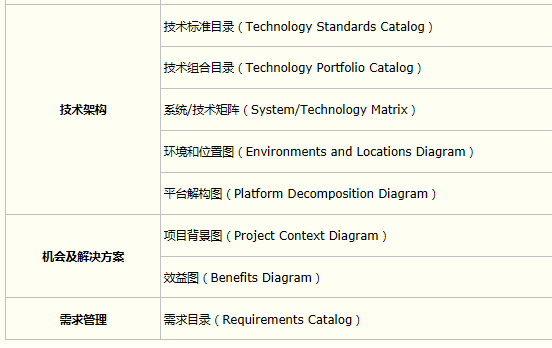 技术标准目录（Technology Standards Catalog）
技术组合目录（Technology Portfolio Catalog）
技术架构
系统/技术矩阵（System/Technology Matrix）
环境和位置图（Environments and Locations Diagram）
平台解构图（Platform Decomposition Diagram）
机会及解决方案
项目背景图（Project Context Diagram）
效益图（Benefits Diagram）
需求管理
需求目录（Requirements Catalog）